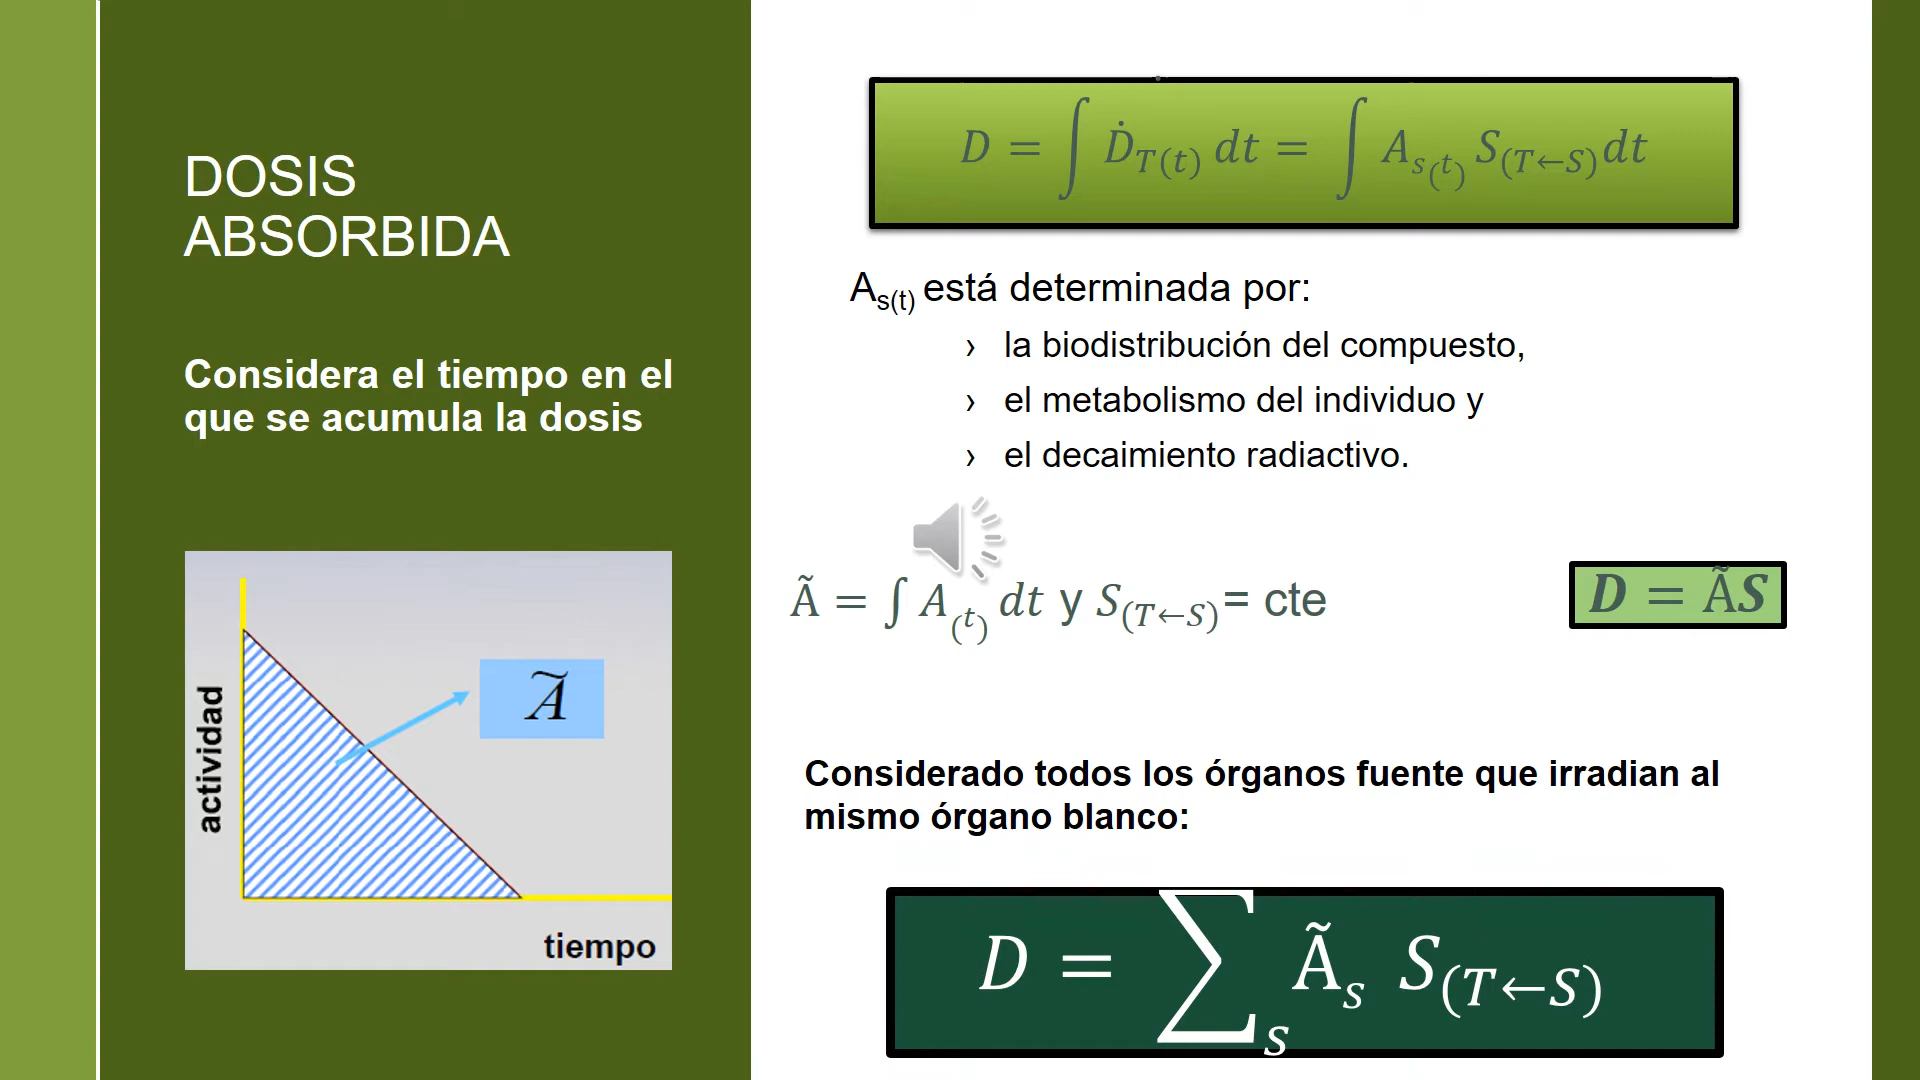 DOSIS
ABSORBIDA
Considera el tiempo en el
que se acumula la dosis
actividad
Ã
tiempo
D = ∫ Ḋ_T(t) dt = ∫ A_s(t) S_(T←S) dt
A_s(t) está determinada por:
› la biodistribución del compuesto,
› el metabolismo del individuo y
› el decaimiento radiactivo.
Ã = ∫ A_(t) dt y S_(T←S) = cte
D = ÃS
Considerado todos los órganos fuente que irradian al
mismo órgano blanco:
D = ∑_s Ã_s S_(T←S)